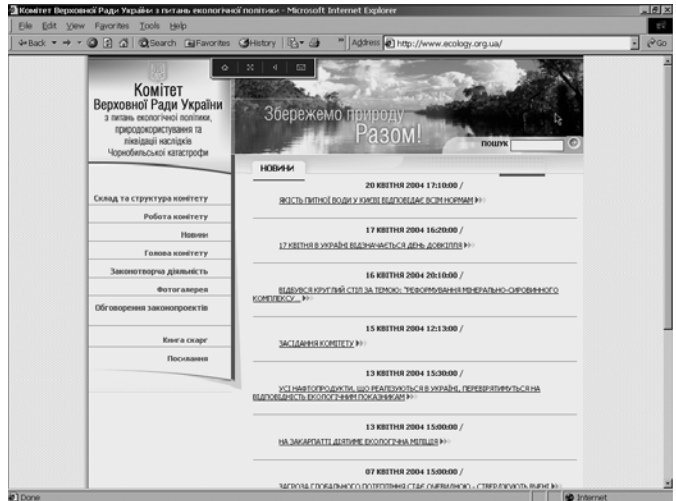 Комітет Верховної Ради України з питань екологічної політики - Microsoft Internet Explorer
File Edit View Favorites Tools Help
Back Search Favorites History Address http://www.ecology.org.ua/ Go
Комітет
Верховної Ради України
з питань екологічної політики,
природокористування та
ліквідації наслідків
Чорнобильської катастрофи
Збережемо природу
Разом!
пошук
Склад та структура комітету
Робота комітету
Новини
Голова комітету
Законотворча діяльність
Фотогалерея
Обговорення законопроектів
Книга скарг
Посилання
НОВИНИ
20 КВІТНЯ 2004 17:10:00 /
ЯКІСТЬ ПИТНОЇ ВОДИ У КИЄВІ ВІДПОВІДАЄ ВСІМ НОРМАМ
17 КВІТНЯ 2004 16:20:00 /
17 КВІТНЯ В УКРАЇНІ ВІДЗНАЧАЄТЬСЯ ДЕНЬ ДОВКІЛЛЯ
16 КВІТНЯ 2004 20:10:00 /
ВІДБУВСЯ КРУГЛИЙ СТІЛ ЗА ТЕМОЮ: "РЕФОРМУВАННЯ МІНЕРАЛЬНО-СИРОВИННОГО
КОМПЛЕКСУ...
15 КВІТНЯ 2004 12:13:00 /
ЗАСІДАННЯ КОМІТЕТУ
13 КВІТНЯ 2004 15:30:00 /
УСІ НАФТОПРОДУКТИ, ЩО РЕАЛІЗУЮТЬСЯ В УКРАЇНІ, ПЕРЕВІРЯТИМУТЬСЯ НА
ВІДПОВІДНІСТЬ ЕКОЛОГІЧНИМ ПОКАЗНИКАМ
13 КВІТНЯ 2004 15:00:00 /
НА ЗАКАРПАТТІ ДІЯТИМЕ ЕКОЛОГІЧНА МІЛІЦІЯ
07 КВІТНЯ 2004 15:00:00 /
ЗАГРОЗА ГЛОБАЛЬНОГО ПОТЕПЛІННЯ СТАЄ ОЧЕВИДНОЮ - СТВЕРДЖУЮТЬ ВЧЕНІ
Done Internet